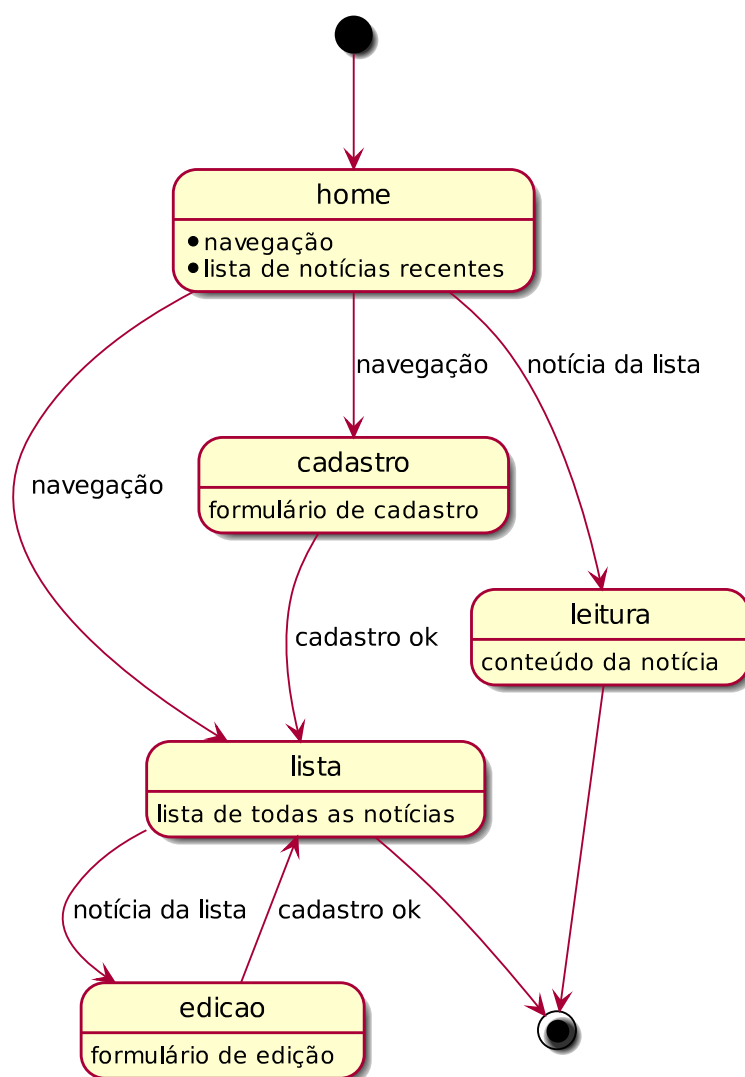 home
navegação
lista de notícias recentes
navegação
notícia da lista
navegação
cadastro
formulário de cadastro
cadastro ok
leitura
conteúdo da notícia
lista
lista de todas as notícias
notícia da lista
cadastro ok
edicao
formulário de edição